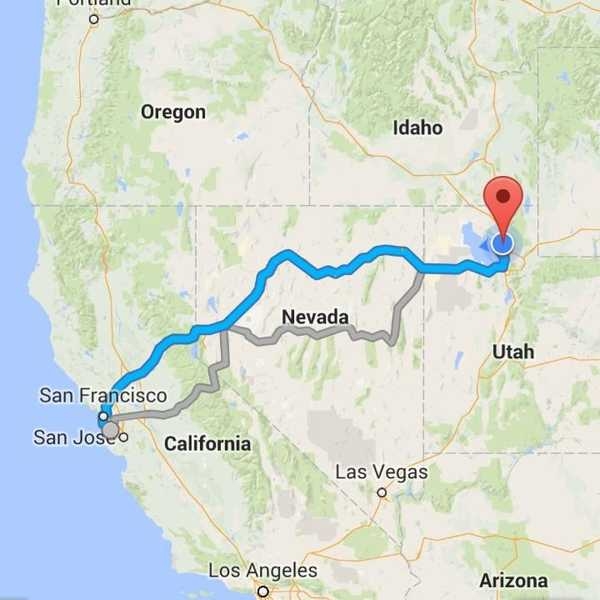 Portland
Oregon
Idaho
Nevada
Utah
San Francisco
San Jose
California
Las Vegas
Los Angeles
Arizona